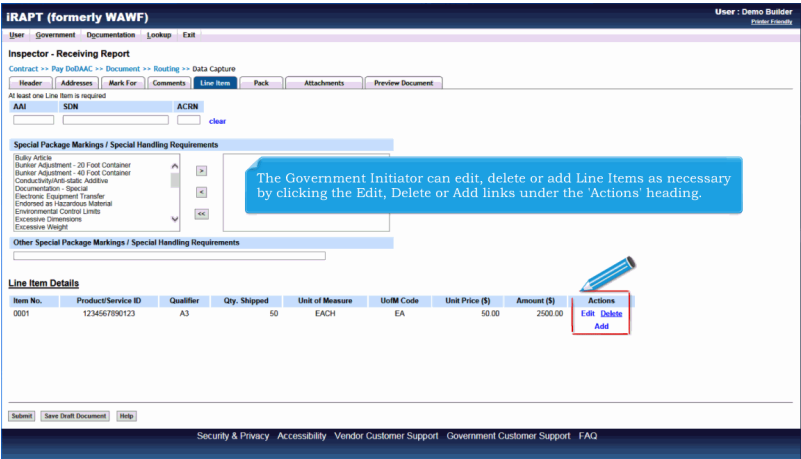 iRAPT (formerly WAWF)
User : Demo Builder
Printer Friendly
User Government Documentation Lookup Exit
Inspector - Receiving Report
Contract >> Pay DoDAAC >> Document >> Routing >> Data Capture
Header Addresses Mark For Comments Line Item Pack Attachments Preview Document
At least one Line Item is required
AAI SDN ACRN
clear
Special Package Markings / Special Handling Requirements
Bulky Article
Bunker Adjustment - 20 Foot Container
Bunker Adjustment - 40 Foot Container
Conductivity/Anti-static Additive
Documentation - Special
Electronic Equipment Transfer
Endorsed as Hazardous Material
Environmental Control Limits
Excessive Dimensions
Excessive Weight
>
<
<<
The Government Initiator can edit, delete or add Line Items as necessary
by clicking the Edit, Delete or Add links under the 'Actions' heading.
Other Special Package Markings / Special Handling Requirements
Line Item Details
Item No. Product/Service ID Qualifier Qty. Shipped Unit of Measure UofM Code Unit Price ($) Amount ($) Actions
0001 1234567890123 A3 50 EACH EA 50.00 2500.00 Edit Delete
Add
Submit Save Draft Document Help
Security & Privacy Accessibility Vendor Customer Support Government Customer Support FAQ